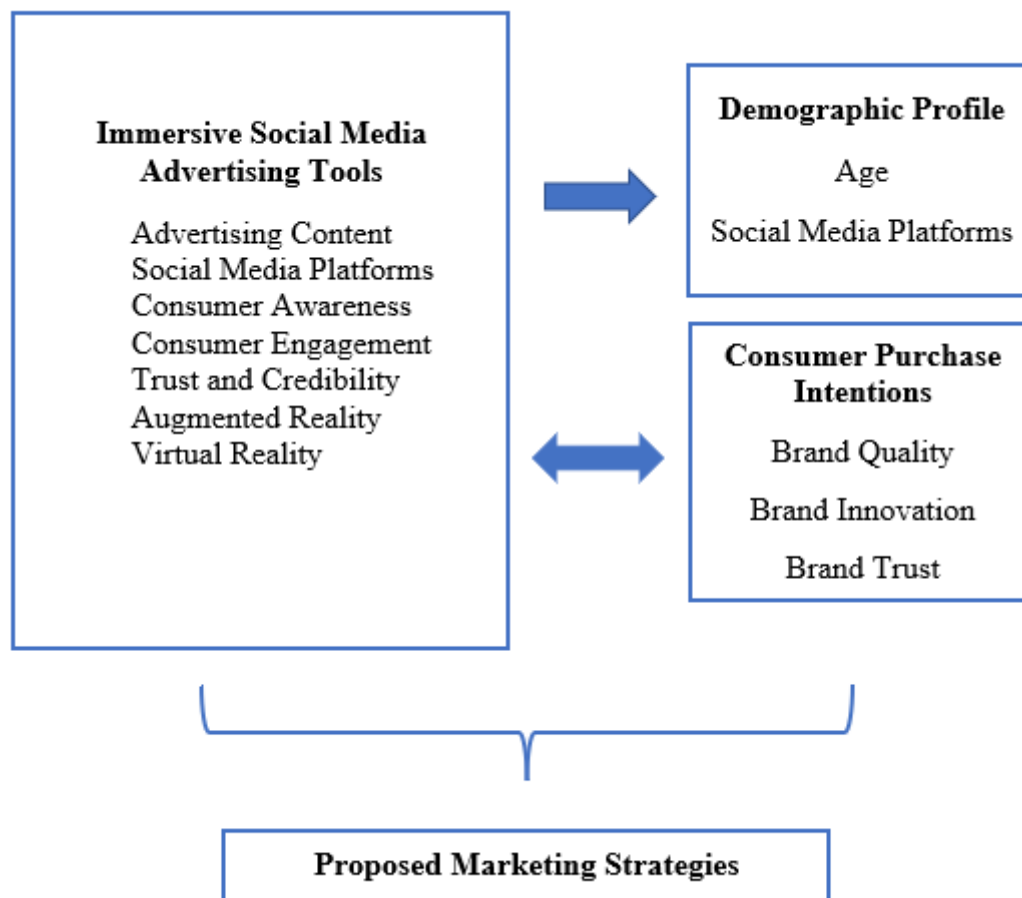 Immersive Social Media
Advertising Tools
Advertising Content
Social Media Platforms
Consumer Awareness
Consumer Engagement
Trust and Credibility
Augmented Reality
Virtual Reality
Demographic Profile
Age
Social Media Platforms
Consumer Purchase
Intentions
Brand Quality
Brand Innovation
Brand Trust
Proposed Marketing Strategies